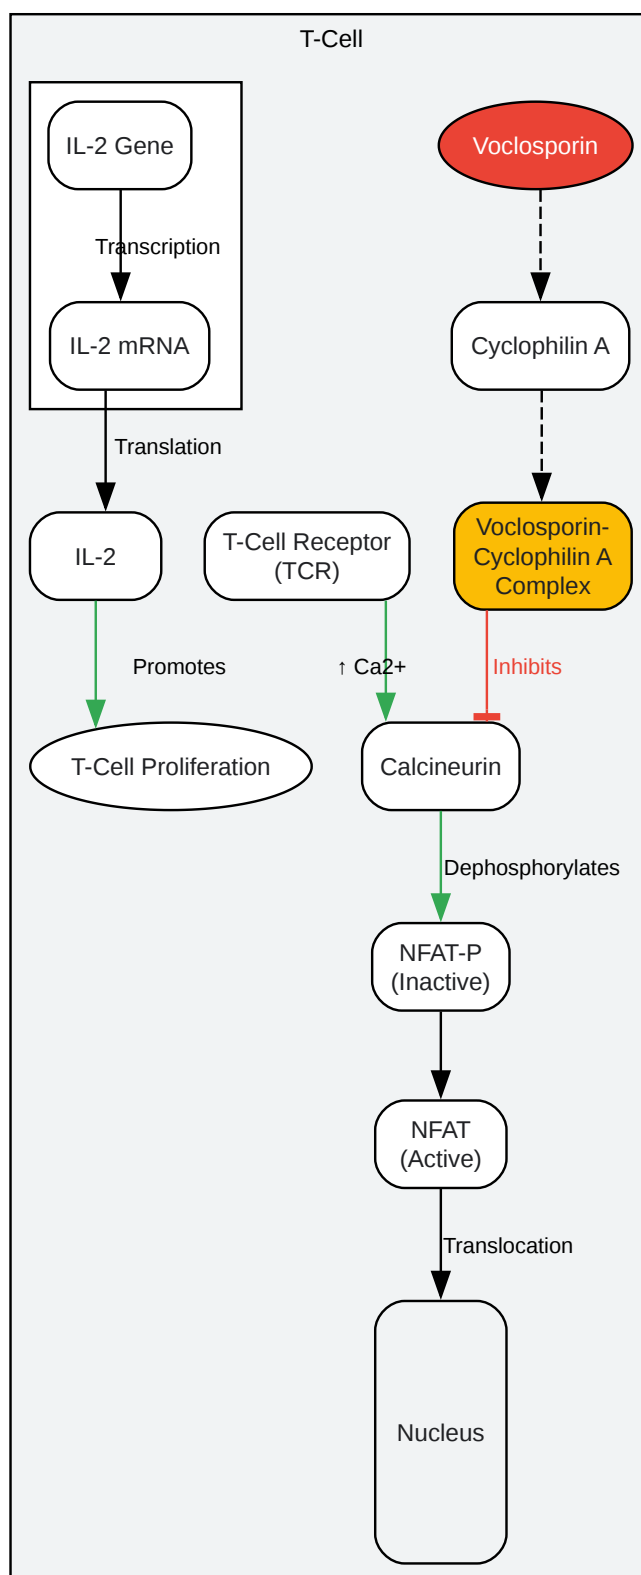 T-Cell
IL-2 Gene
Transcription
IL-2 mRNA
Translation
IL-2
Promotes
T-Cell Proliferation
Voclosporin
Cyclophilin A
Voclosporin-
Cyclophilin A
Complex
Inhibits
T-Cell Receptor
(TCR)
↑ Ca2+
Calcineurin
Dephosphorylates
NFAT-P
(Inactive)
NFAT
(Active)
Translocation
Nucleus